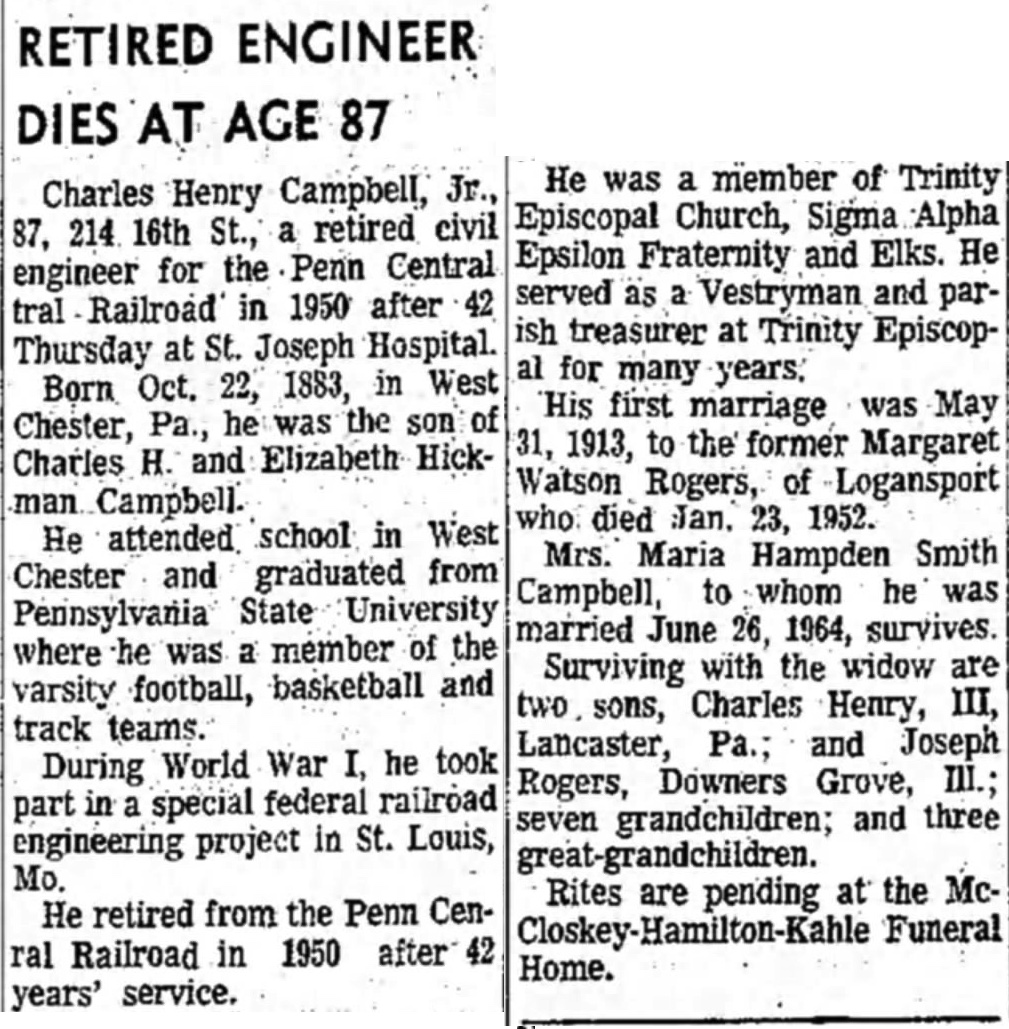 RETIRED ENGINEER
DIES AT AGE 87
Charles Henry Campbell, Jr.,
87, 214 16th St., a retired civil
engineer for the Penn Central
tral Railroad in 1950 after 42
Thursday at St. Joseph Hospital.
Born Oct. 22, 1883, in West
Chester, Pa., he was the son of
Charles H. and Elizabeth Hick-
man Campbell.
He attended school in West
Chester and graduated from
Pennsylvania State University
where he was a member of the
varsity football, basketball and
track teams.
During World War I, he took
part in a special federal railroad
engineering project in St. Louis,
Mo.
He retired from the Penn Cen-
ral Railroad in 1950 after 42
years' service.
He was a member of Trinity
Episcopal Church, Sigma Alpha
Epsilon Fraternity and Elks. He
served as a Vestryman and par-
ish treasurer at Trinity Episcop-
al for many years.
His first marriage was May
31, 1913, to the former Margaret
Watson Rogers, of Logansport
who died Jan. 23, 1952.
Mrs. Maria Hampden Smith
Campbell, to whom he was
married June 26, 1964, survives.
Surviving with the widow are
two sons, Charles Henry, III,
Lancaster, Pa.; and Joseph
Rogers, Downers Grove, Ill.;
seven grandchildren; and three
great-grandchildren.
Rites are pending at the Mc-
Closkey-Hamilton-Kahle Funeral
Home.